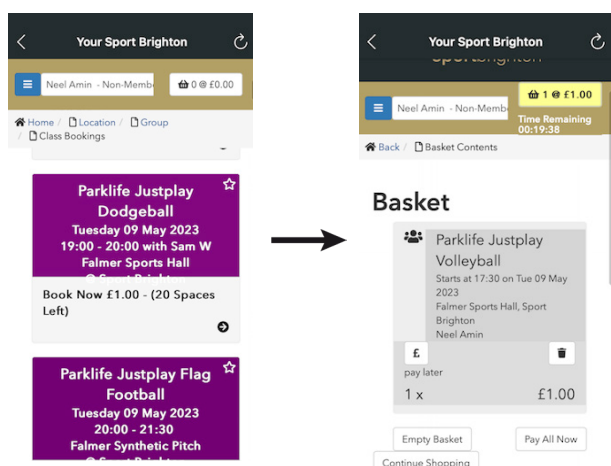 Your Sport Brighton
Neel Amin - Non-Memb
0 @ £0.00
Home / Location / Group
/ Class Bookings
Parklife Justplay
Dodgeball
Tuesday 09 May 2023
19:00 - 20:00 with Sam W
Falmer Sports Hall
@ Sport Brighton
Book Now £1.00 - (20 Spaces
Left)
Parklife Justplay Flag
Football
Tuesday 09 May 2023
20:00 - 21:30
Falmer Synthetic Pitch
Your Sport Brighton
Neel Amin - Non-Memb
1 @ £1.00
Time Remaining
00:19:38
Back / Basket Contents
Basket
Parklife Justplay
Volleyball
Starts at 17:30 on Tue 09 May
2023
Falmer Sports Hall, Sport
Brighton
Neel Amin
£
pay later
1 x £1.00
Empty Basket
Pay All Now
Continue Shopping